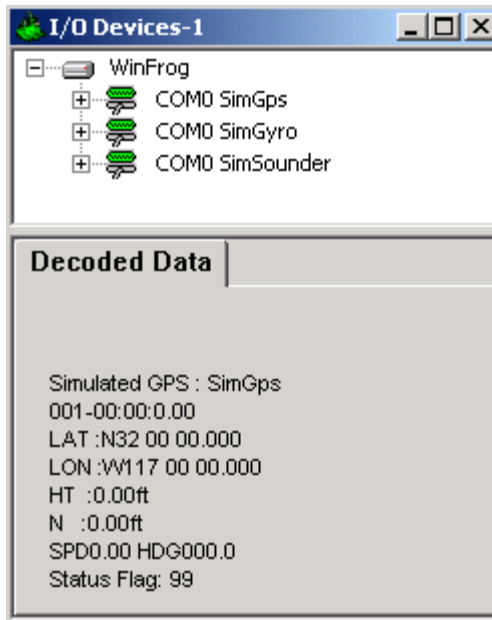 I/O Devices-1
WinFrog
COM0 SimGps
COM0 SimGyro
COM0 SimSounder
Decoded Data
Simulated GPS : SimGps
001-00:00:0.00
LAT :N32 00 00.000
LON :W117 00 00.000
HT :0.00ft
N :0.00ft
SPD0.00 HDG000.0
Status Flag: 99